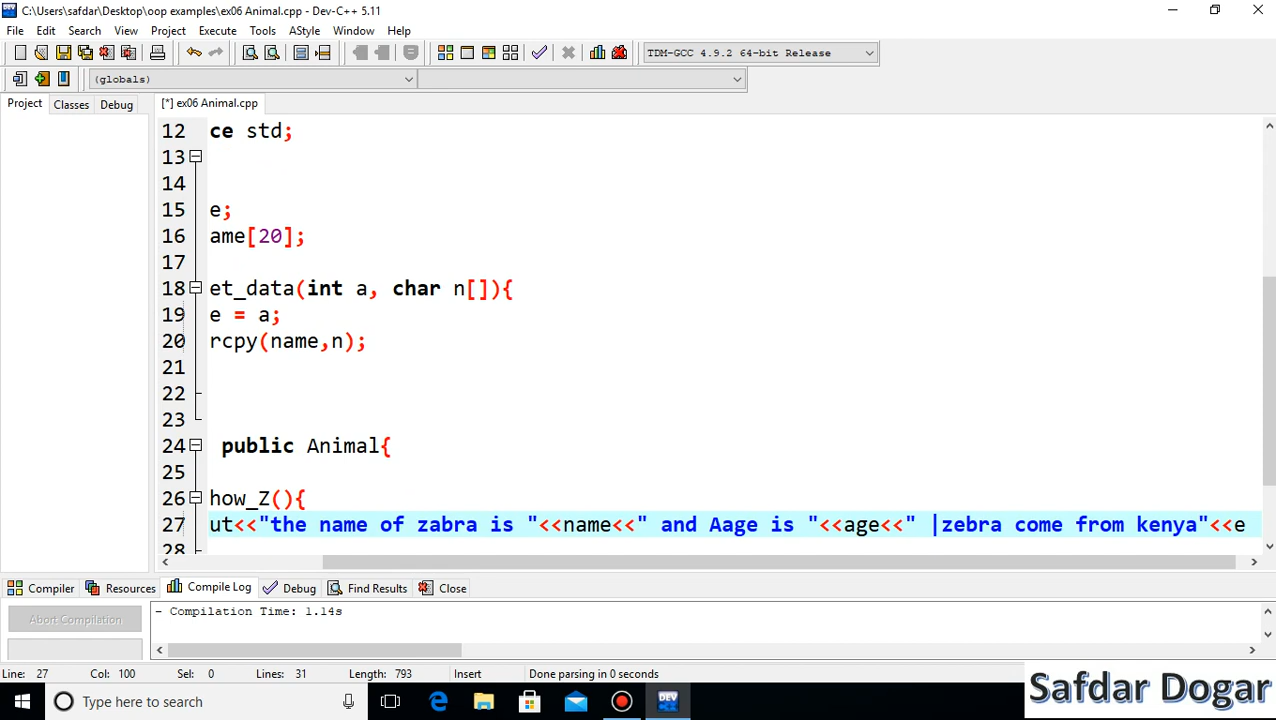 C:\Users\safdar\Desktop\oop examples\ex06 Animal.cpp - Dev-C++ 5.11
File Edit Search View Project Execute Tools AStyle Window Help
TDM-GCC 4.9.2 64-bit Release
(globals)
Project Classes Debug [*] ex06 Animal.cpp
12 ce std;
13
14
15 e;
16 ame[20];
17
18 et_data(int a, char n[]){
19 e = a;
20 rcpy(name,n);
21
22
23
24 public Animal{
25
26 how_Z(){
27 ut<<"the name of zabra is "<<name<<" and Aage is "<<age<<" zebra come from kenya"<<e
28
Compiler Resources Compile Log Debug Find Results Close
Abort Compilation
- Compilation Time: 1.14s
Line: 27 Col: 100 Sel: 0 Lines: 31 Length: 793 Insert Done parsing in 0 seconds
Type here to search
DEV
Safdar Dogar